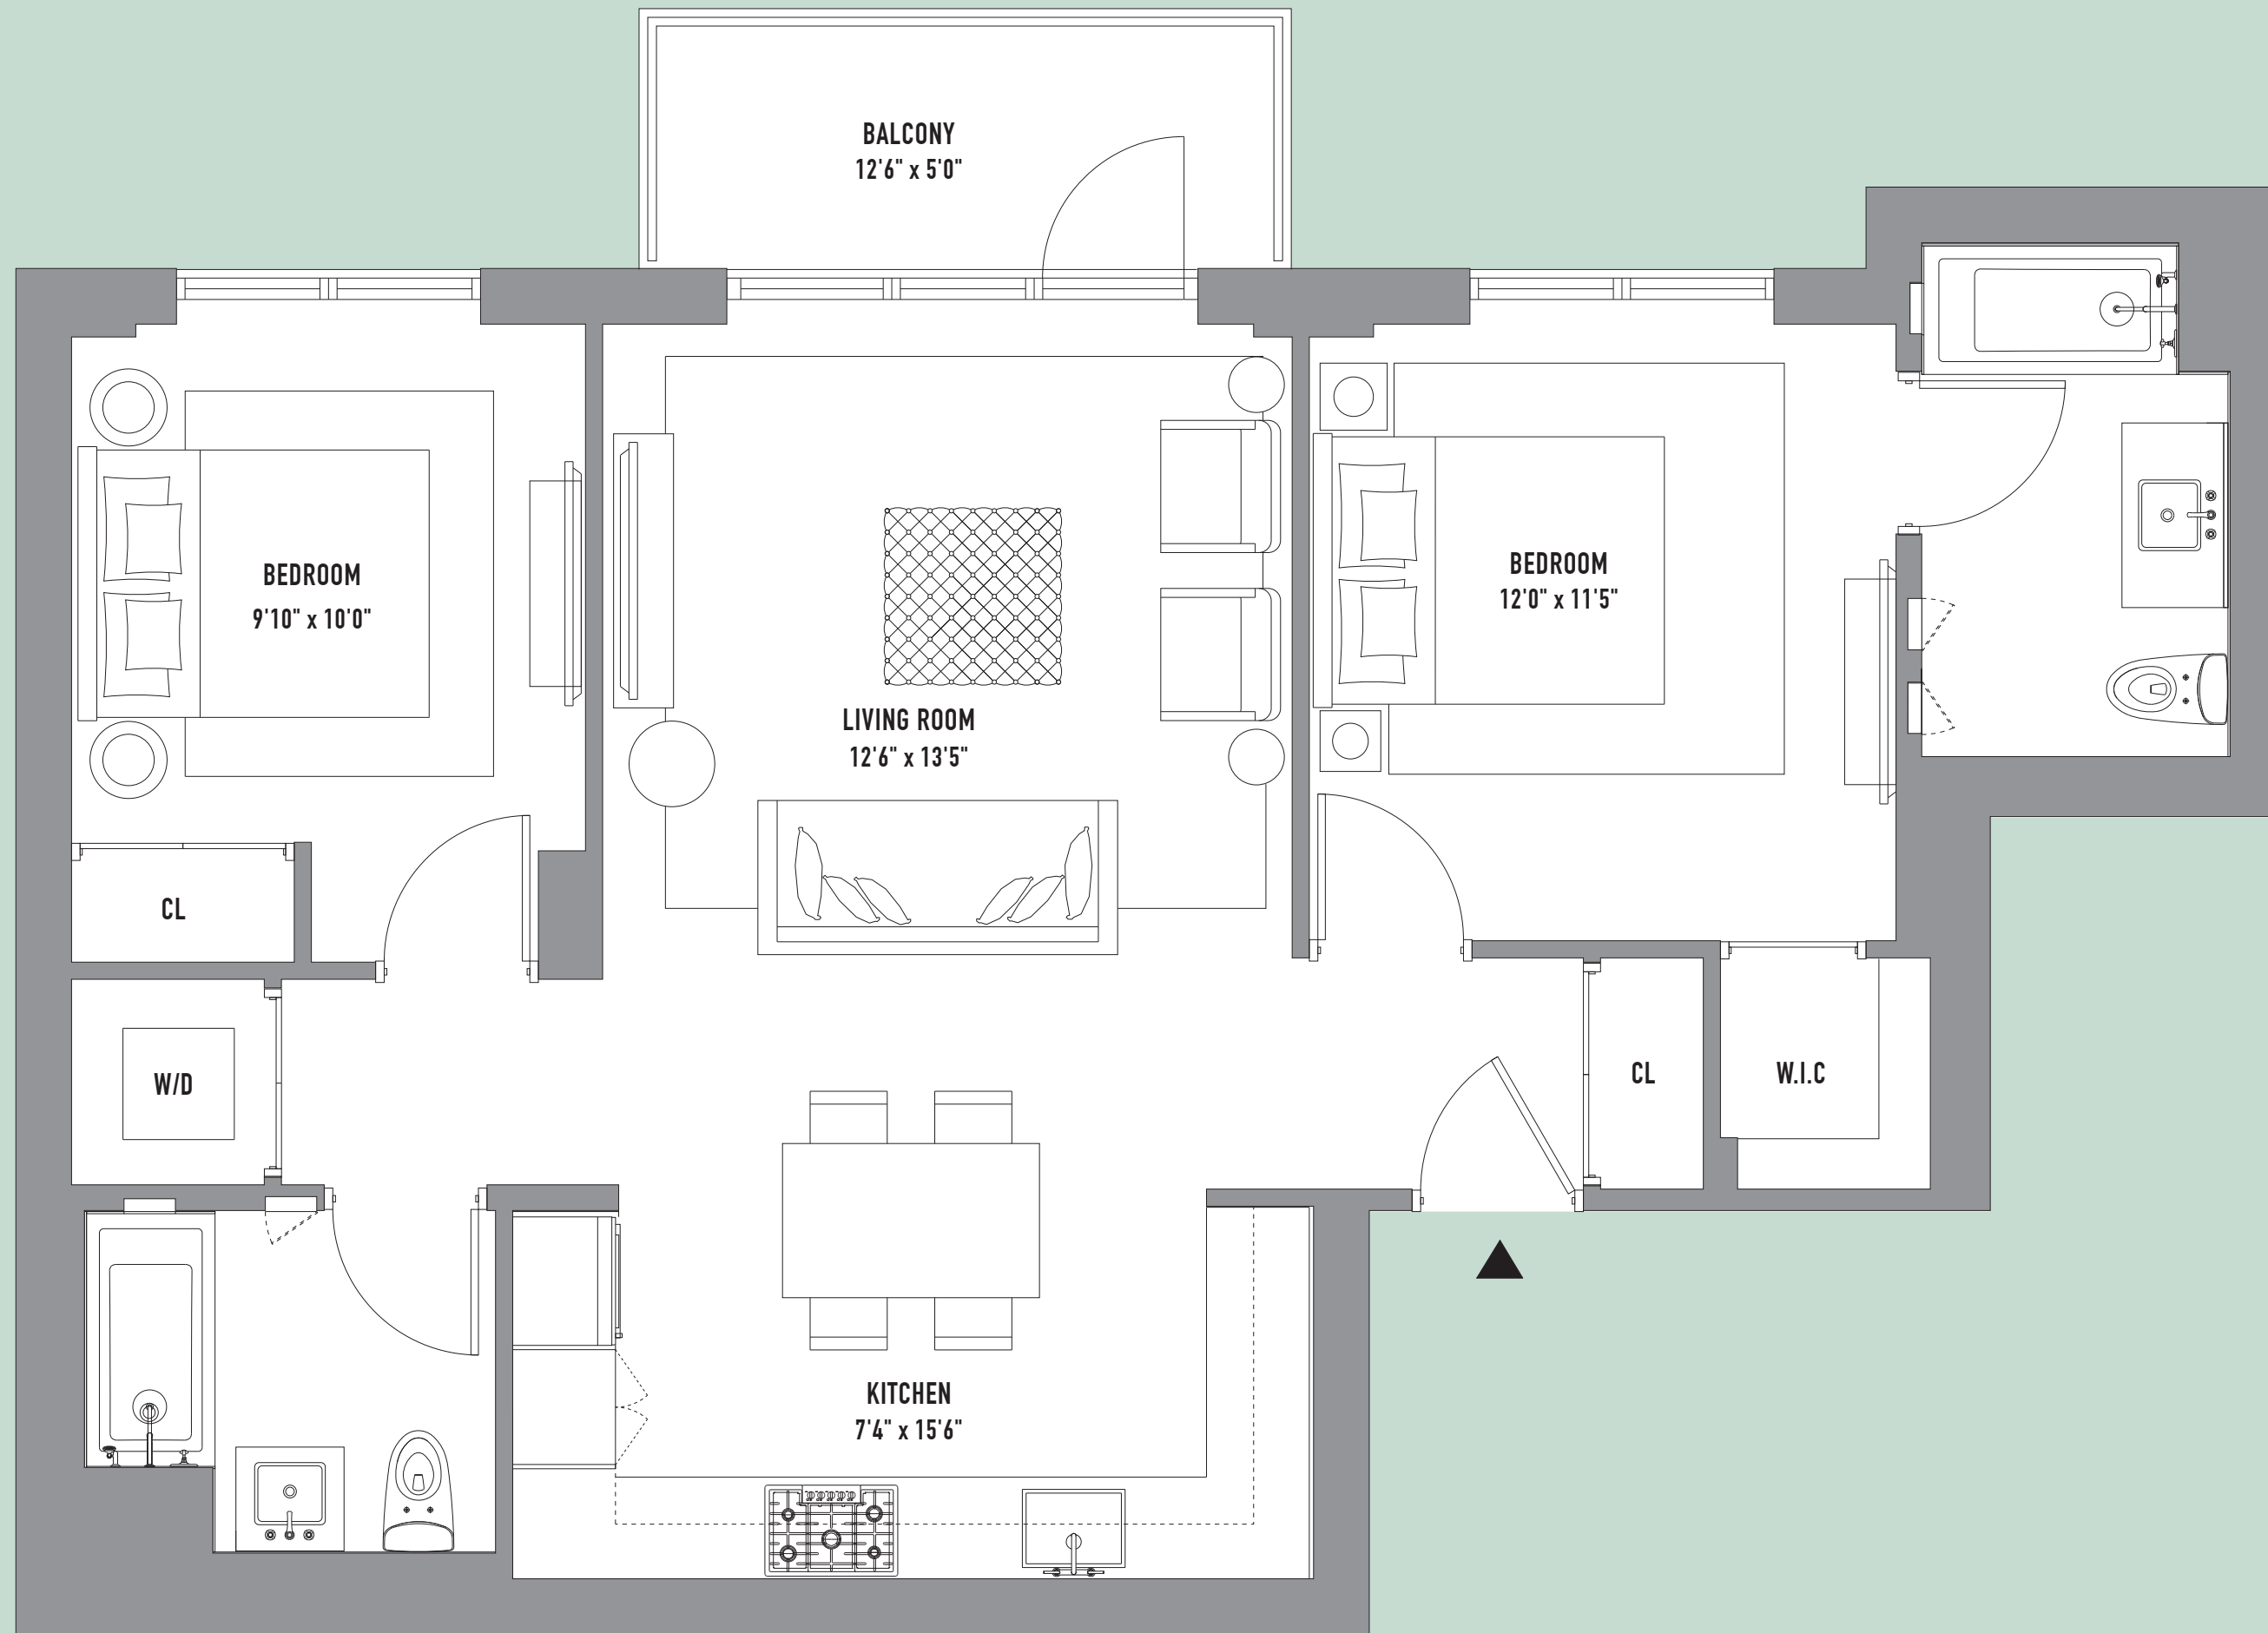 BALCONY
12'6" x 5'0"
BEDROOM
9'10" x 10'0"
LIVING ROOM
12'6" x 13'5"
BEDROOM
12'0" x 11'5"
CL
W/D
CL
W.I.C
KITCHEN
7'4" x 15'6"